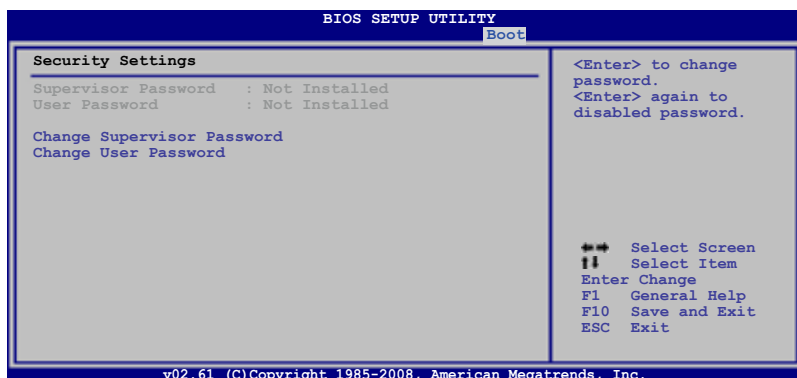 BIOS SETUP UTILITY
Boot
Security Settings
Supervisor Password : Not Installed
User Password : Not Installed
Change Supervisor Password
Change User Password
<Enter> to change
password.
<Enter> again to
disabled password.
Select Screen
Select Item
Enter Change
F1 General Help
F10 Save and Exit
ESC Exit
v02.61 (C)Copyright 1985-2008, American Megatrends, Inc.